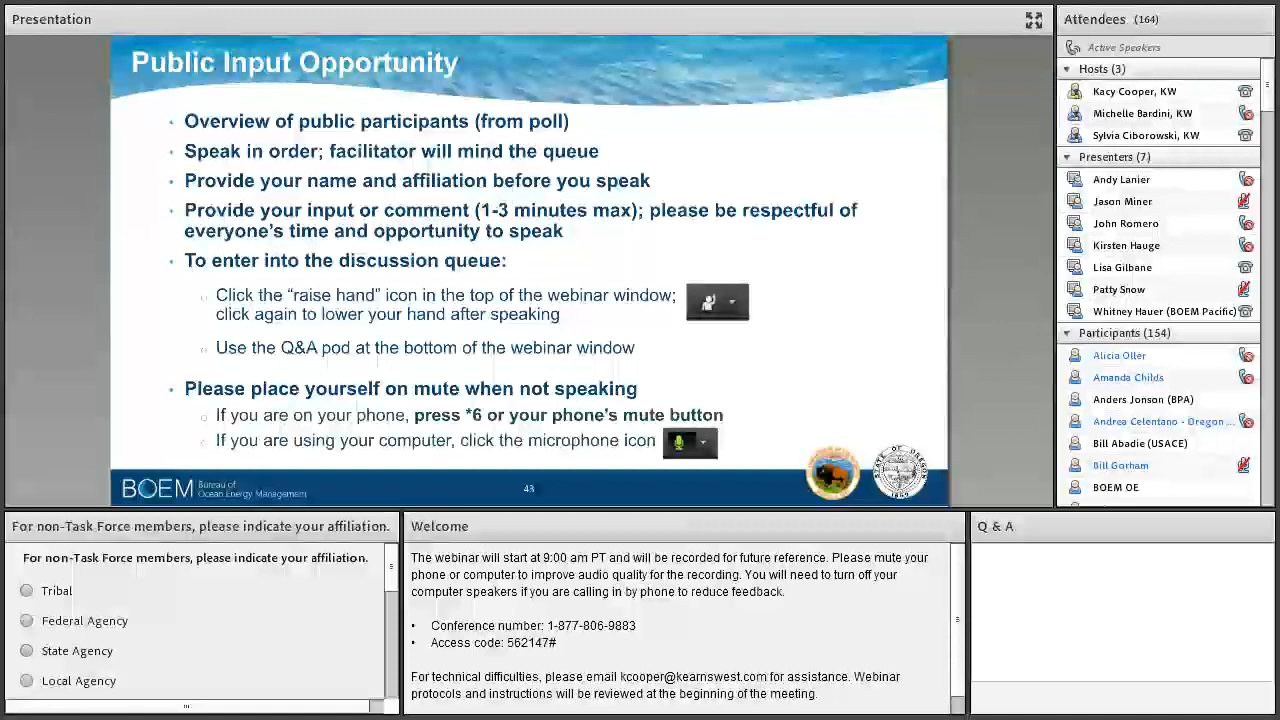 Presentation
Public Input Opportunity
Overview of public participants (from poll)
Speak in order; facilitator will mind the queue
Provide your name and affiliation before you speak
Provide your input or comment (1-3 minutes max); please be respectful of
everyone's time and opportunity to speak
To enter into the discussion queue:
Click the "raise hand" icon in the top of the webinar window;
click again to lower your hand after speaking
Use the Q&A pod at the bottom of the webinar window
Please place yourself on mute when not speaking
If you are on your phone, press *6 or your phone's mute button
If you are using your computer, click the microphone icon
BOEM Bureau of
Ocean Energy Management
43
Attendees (164)
Active Speakers
Hosts (3)
Kacy Cooper, KW
Michelle Bardini, KW
Sylvia Ciborowski, KW
Presenters (7)
Andy Lanier
Jason Miner
John Romero
Kirsten Hauge
Lisa Gilbane
Patty Snow
Whitney Hauer (BOEM Pacific)
Participants (154)
Alicia Oller
Amanda Childs
Anders Jonson (BPA)
Andrea Celentano - Oregon ...
Bill Abadie (USACE)
Bill Gorham
BOEM OE
For non-Task Force members, please indicate your affiliation.
For non-Task Force members, please indicate your affiliation.
Tribal
Federal Agency
State Agency
Local Agency
Welcome
The webinar will start at 9:00 am PT and will be recorded for future reference. Please mute your
phone or computer to improve audio quality for the recording. You will need to turn off your
computer speakers if you are calling in by phone to reduce feedback.
• Conference number: 1-877-806-9883
• Access code: 562147#
For technical difficulties, please email kcooper@kearnswest.com for assistance. Webinar
protocols and instructions will be reviewed at the beginning of the meeting.
Q & A